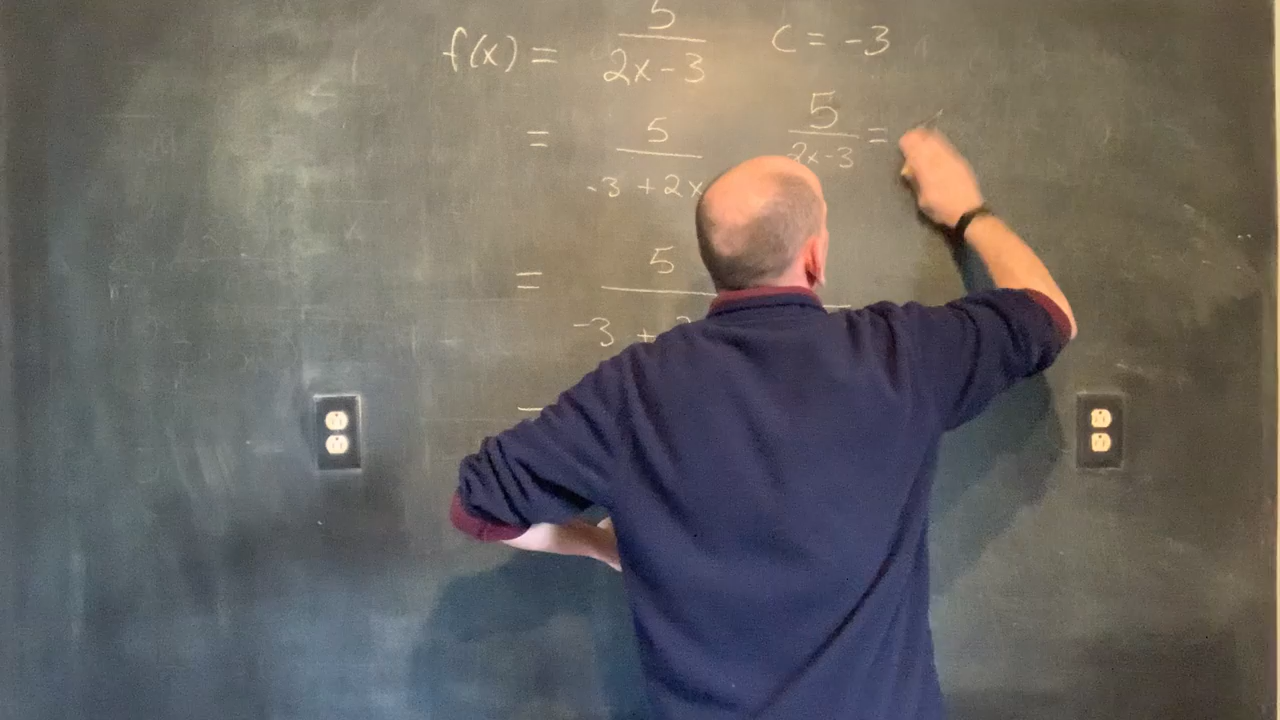 f(x) = 5/(2x-3)   c = -3
= 5/(-3 + 2x   5/(2x-3) =
= 5/(-3 +